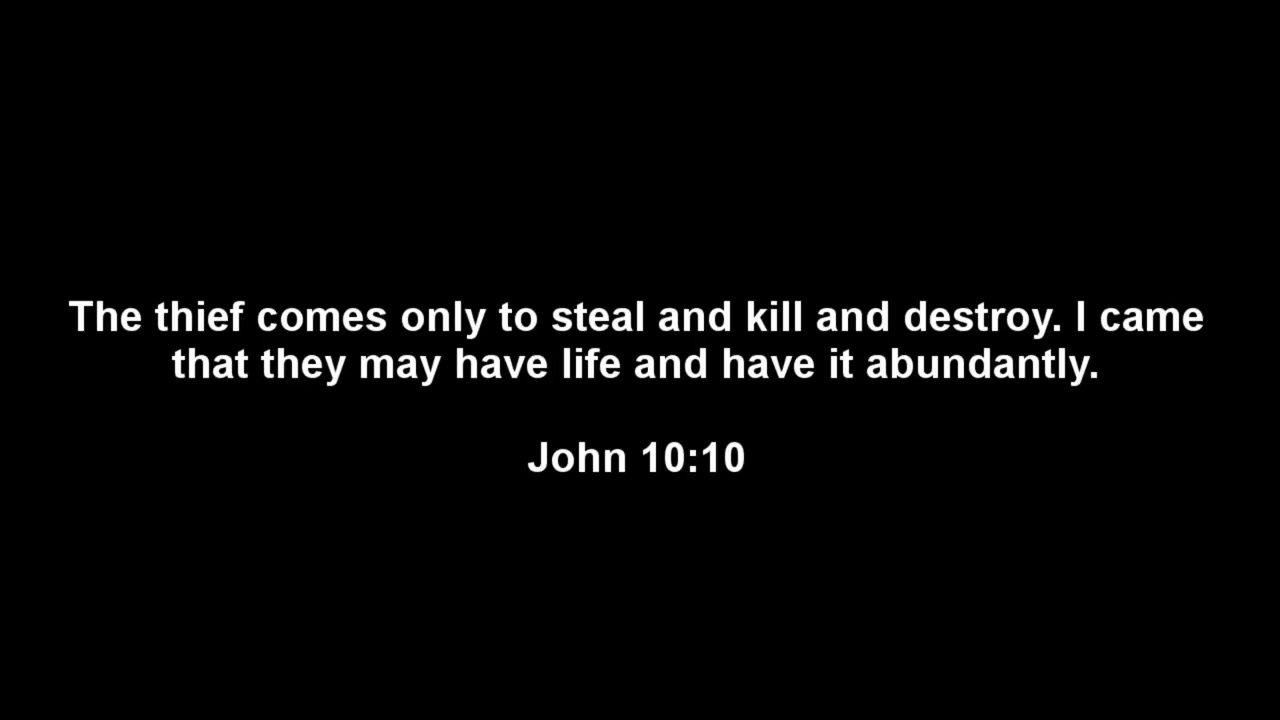 The thief comes only to steal and kill and destroy. I came
that they may have life and have it abundantly.
John 10:10